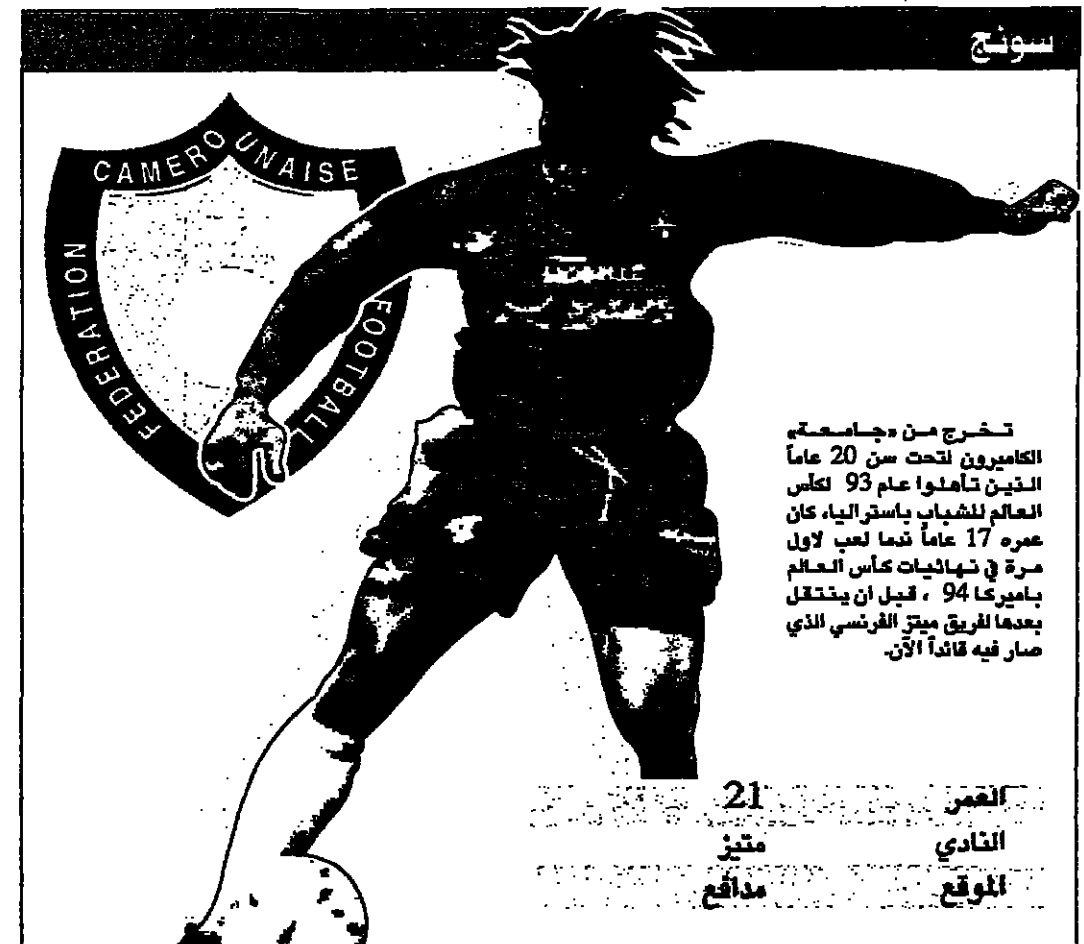 سونج
CAMEROUNAISE
FEDERATION
FOOTBALL
تخرج من «جامعة»
الكاميرون لتحت سن 20 عاماً
الذين تأهلوا عام 93 لكأس
العالم للشباب باستراليا، كان
عمره 17 عاماً ندما لعب لاول
مرة في نهائيات كأس العالم
باميركا 94 ، قبل ان ينتقل
بعدها لفريق ميتز الفرنسي الذي
صار فيه قائداً الآن.
العمر 21
النادي متيز
الموقع مدافع